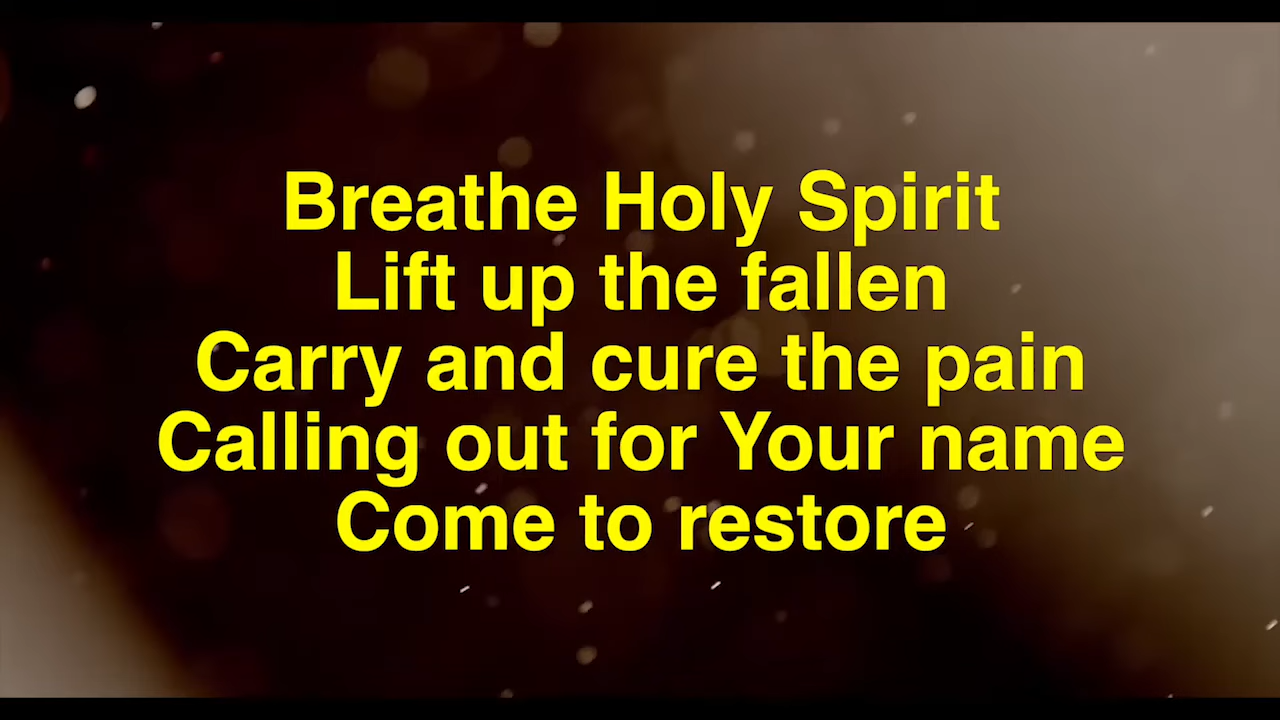 Breathe Holy Spirit
Lift up the fallen
Carry and cure the pain
Calling out for Your name
Come to restore